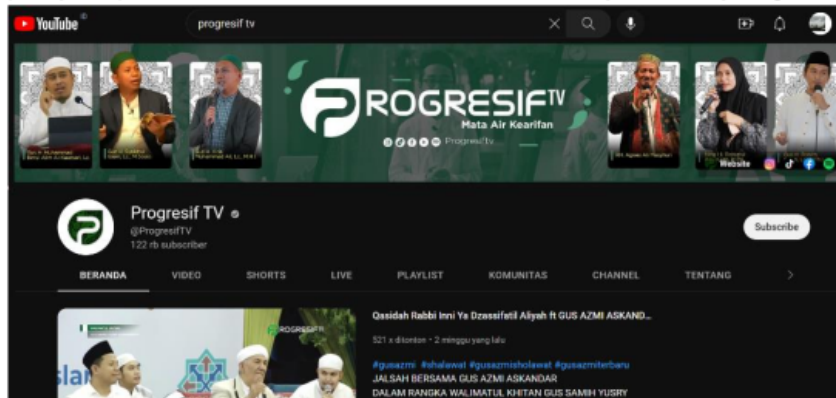 YouTube ID
progresif tv
PROGRESIF TV
Mata Air Kearifan
Progresif tv
Website
Progresif TV
@ProgresifTV
122 rb subscriber
Subscribe
BERANDA
VIDEO
SHORTS
LIVE
PLAYLIST
KOMUNITAS
CHANNEL
TENTANG
Qasidah Rabbi Inni Ya Dzassifatil Aliyah ft GUS AZMI ASKAND...
521 x ditonton • 2 minggu yang lalu
#gusazmi #shalawat #gusazmisholawat #gusazmiterbaru
JALSAH BERSAMA GUS AZMI ASKANDAR
DALAM RANGKA WALIMATUL KHITAN GUS SAMIH YUSRY
PROGRESIF TV